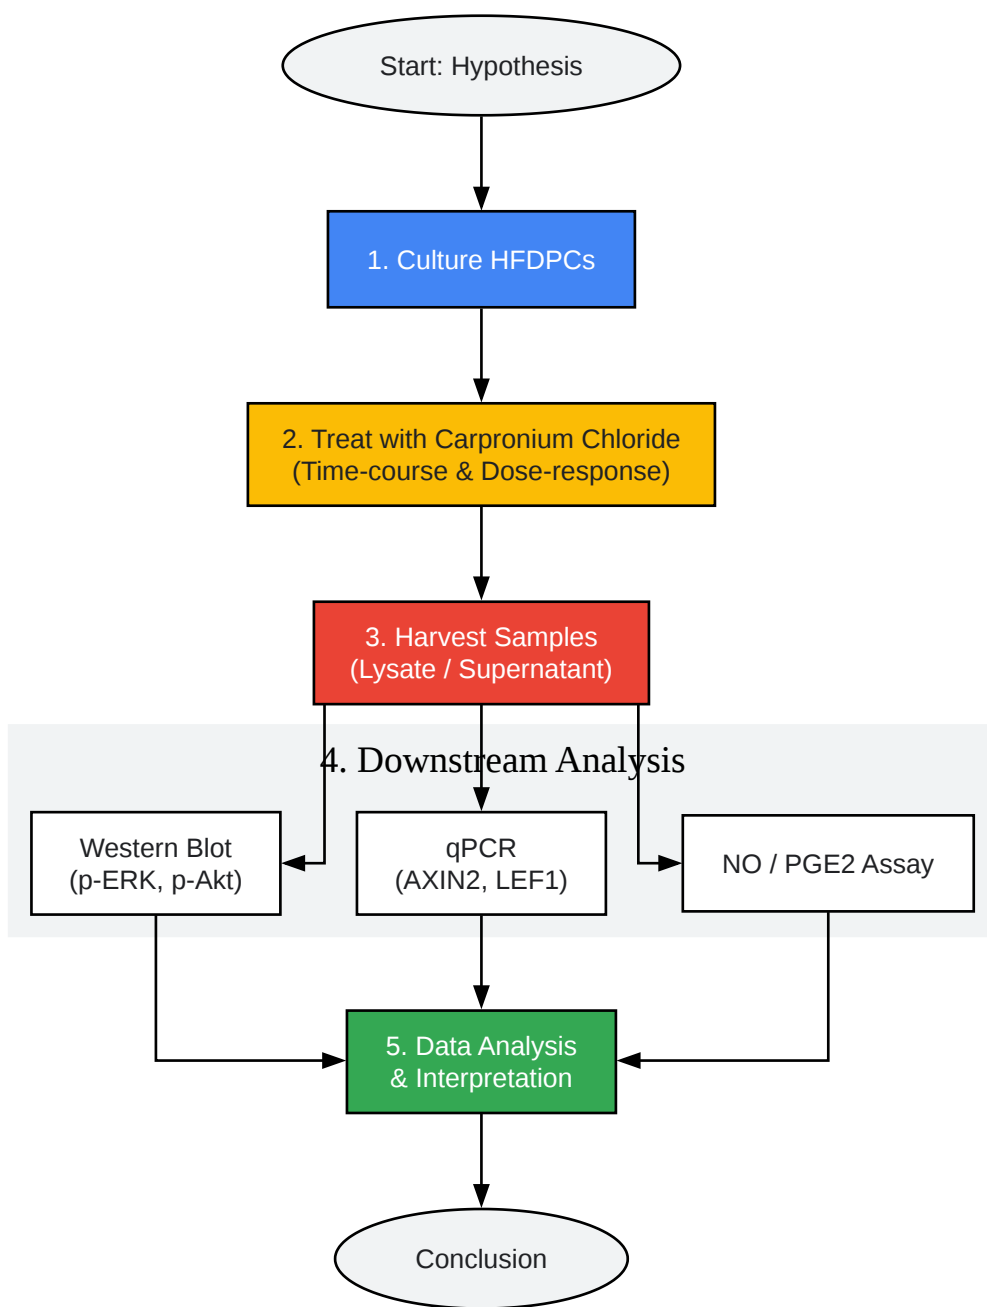 Start: Hypothesis
1. Culture HFDPCs
2. Treat with Carpronium Chloride
(Time-course & Dose-response)
3. Harvest Samples
(Lysate / Supernatant)
4. Downstream Analysis
Western Blot
(p-ERK, p-Akt)
qPCR
(AXIN2, LEF1)
NO / PGE2 Assay
5. Data Analysis
& Interpretation
Conclusion